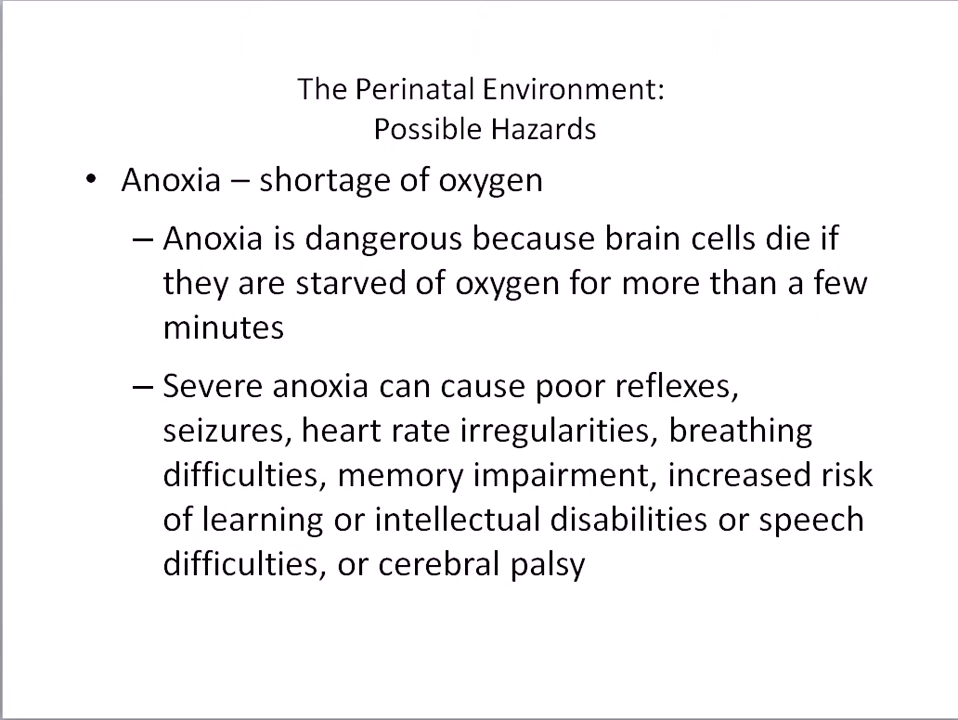 The Perinatal Environment:
Possible Hazards
• Anoxia – shortage of oxygen
– Anoxia is dangerous because brain cells die if
they are starved of oxygen for more than a few
minutes
– Severe anoxia can cause poor reflexes,
seizures, heart rate irregularities, breathing
difficulties, memory impairment, increased risk
of learning or intellectual disabilities or speech
difficulties, or cerebral palsy